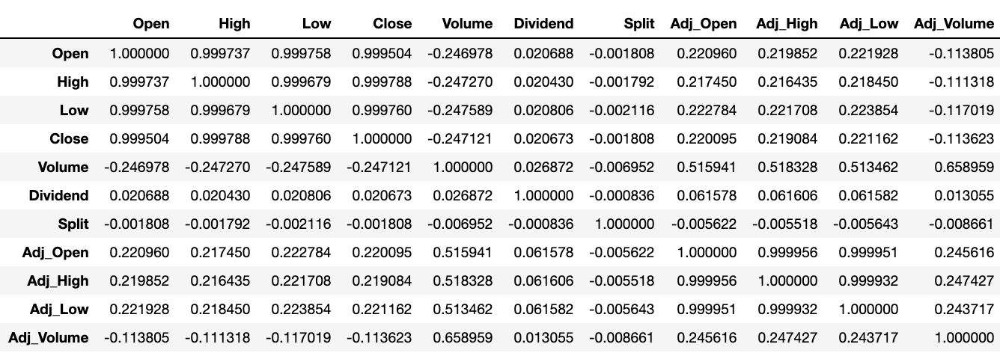 Open High Low Close Volume Dividend Split Adj_Open Adj_High Adj_Low Adj_Volume
Open 1.000000 0.999737 0.999758 0.999504 -0.246978 0.020688 -0.001808 0.220960 0.219852 0.221928 -0.113805
High 0.999737 1.000000 0.999679 0.999788 -0.247270 0.020430 -0.001792 0.217450 0.216435 0.218450 -0.111318
Low 0.999758 0.999679 1.000000 0.999760 -0.247589 0.020806 -0.002116 0.222784 0.221708 0.223854 -0.117019
Close 0.999504 0.999788 0.999760 1.000000 -0.247121 0.020673 -0.001808 0.220095 0.219084 0.221162 -0.113623
Volume -0.246978 -0.247270 -0.247589 -0.247121 1.000000 0.026872 -0.006952 0.515941 0.518328 0.513462 0.658959
Dividend 0.020688 0.020430 0.020806 0.020673 0.026872 1.000000 -0.000836 0.061578 0.061606 0.061582 0.013055
Split -0.001808 -0.001792 -0.002116 -0.001808 -0.006952 -0.000836 1.000000 -0.005622 -0.005518 -0.005643 -0.008661
Adj_Open 0.220960 0.217450 0.222784 0.220095 0.515941 0.061578 -0.005622 1.000000 0.999956 0.999951 0.245616
Adj_High 0.219852 0.216435 0.221708 0.219084 0.518328 0.061606 -0.005518 0.999956 1.000000 0.999932 0.247427
Adj_Low 0.221928 0.218450 0.223854 0.221162 0.513462 0.061582 -0.005643 0.999951 0.999932 1.000000 0.243717
Adj_Volume -0.113805 -0.111318 -0.117019 -0.113623 0.658959 0.013055 -0.008661 0.245616 0.247427 0.243717 1.000000